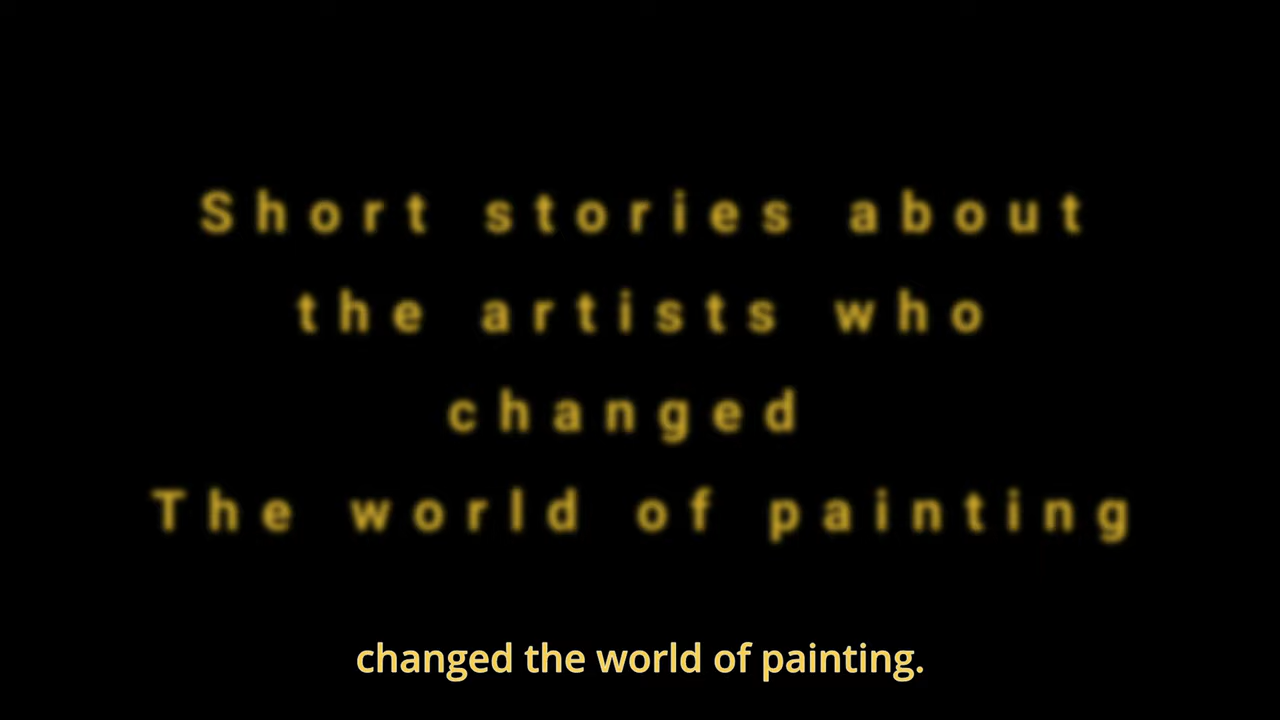 Short stories about
the artists who
changed
The world of painting
changed the world of painting.